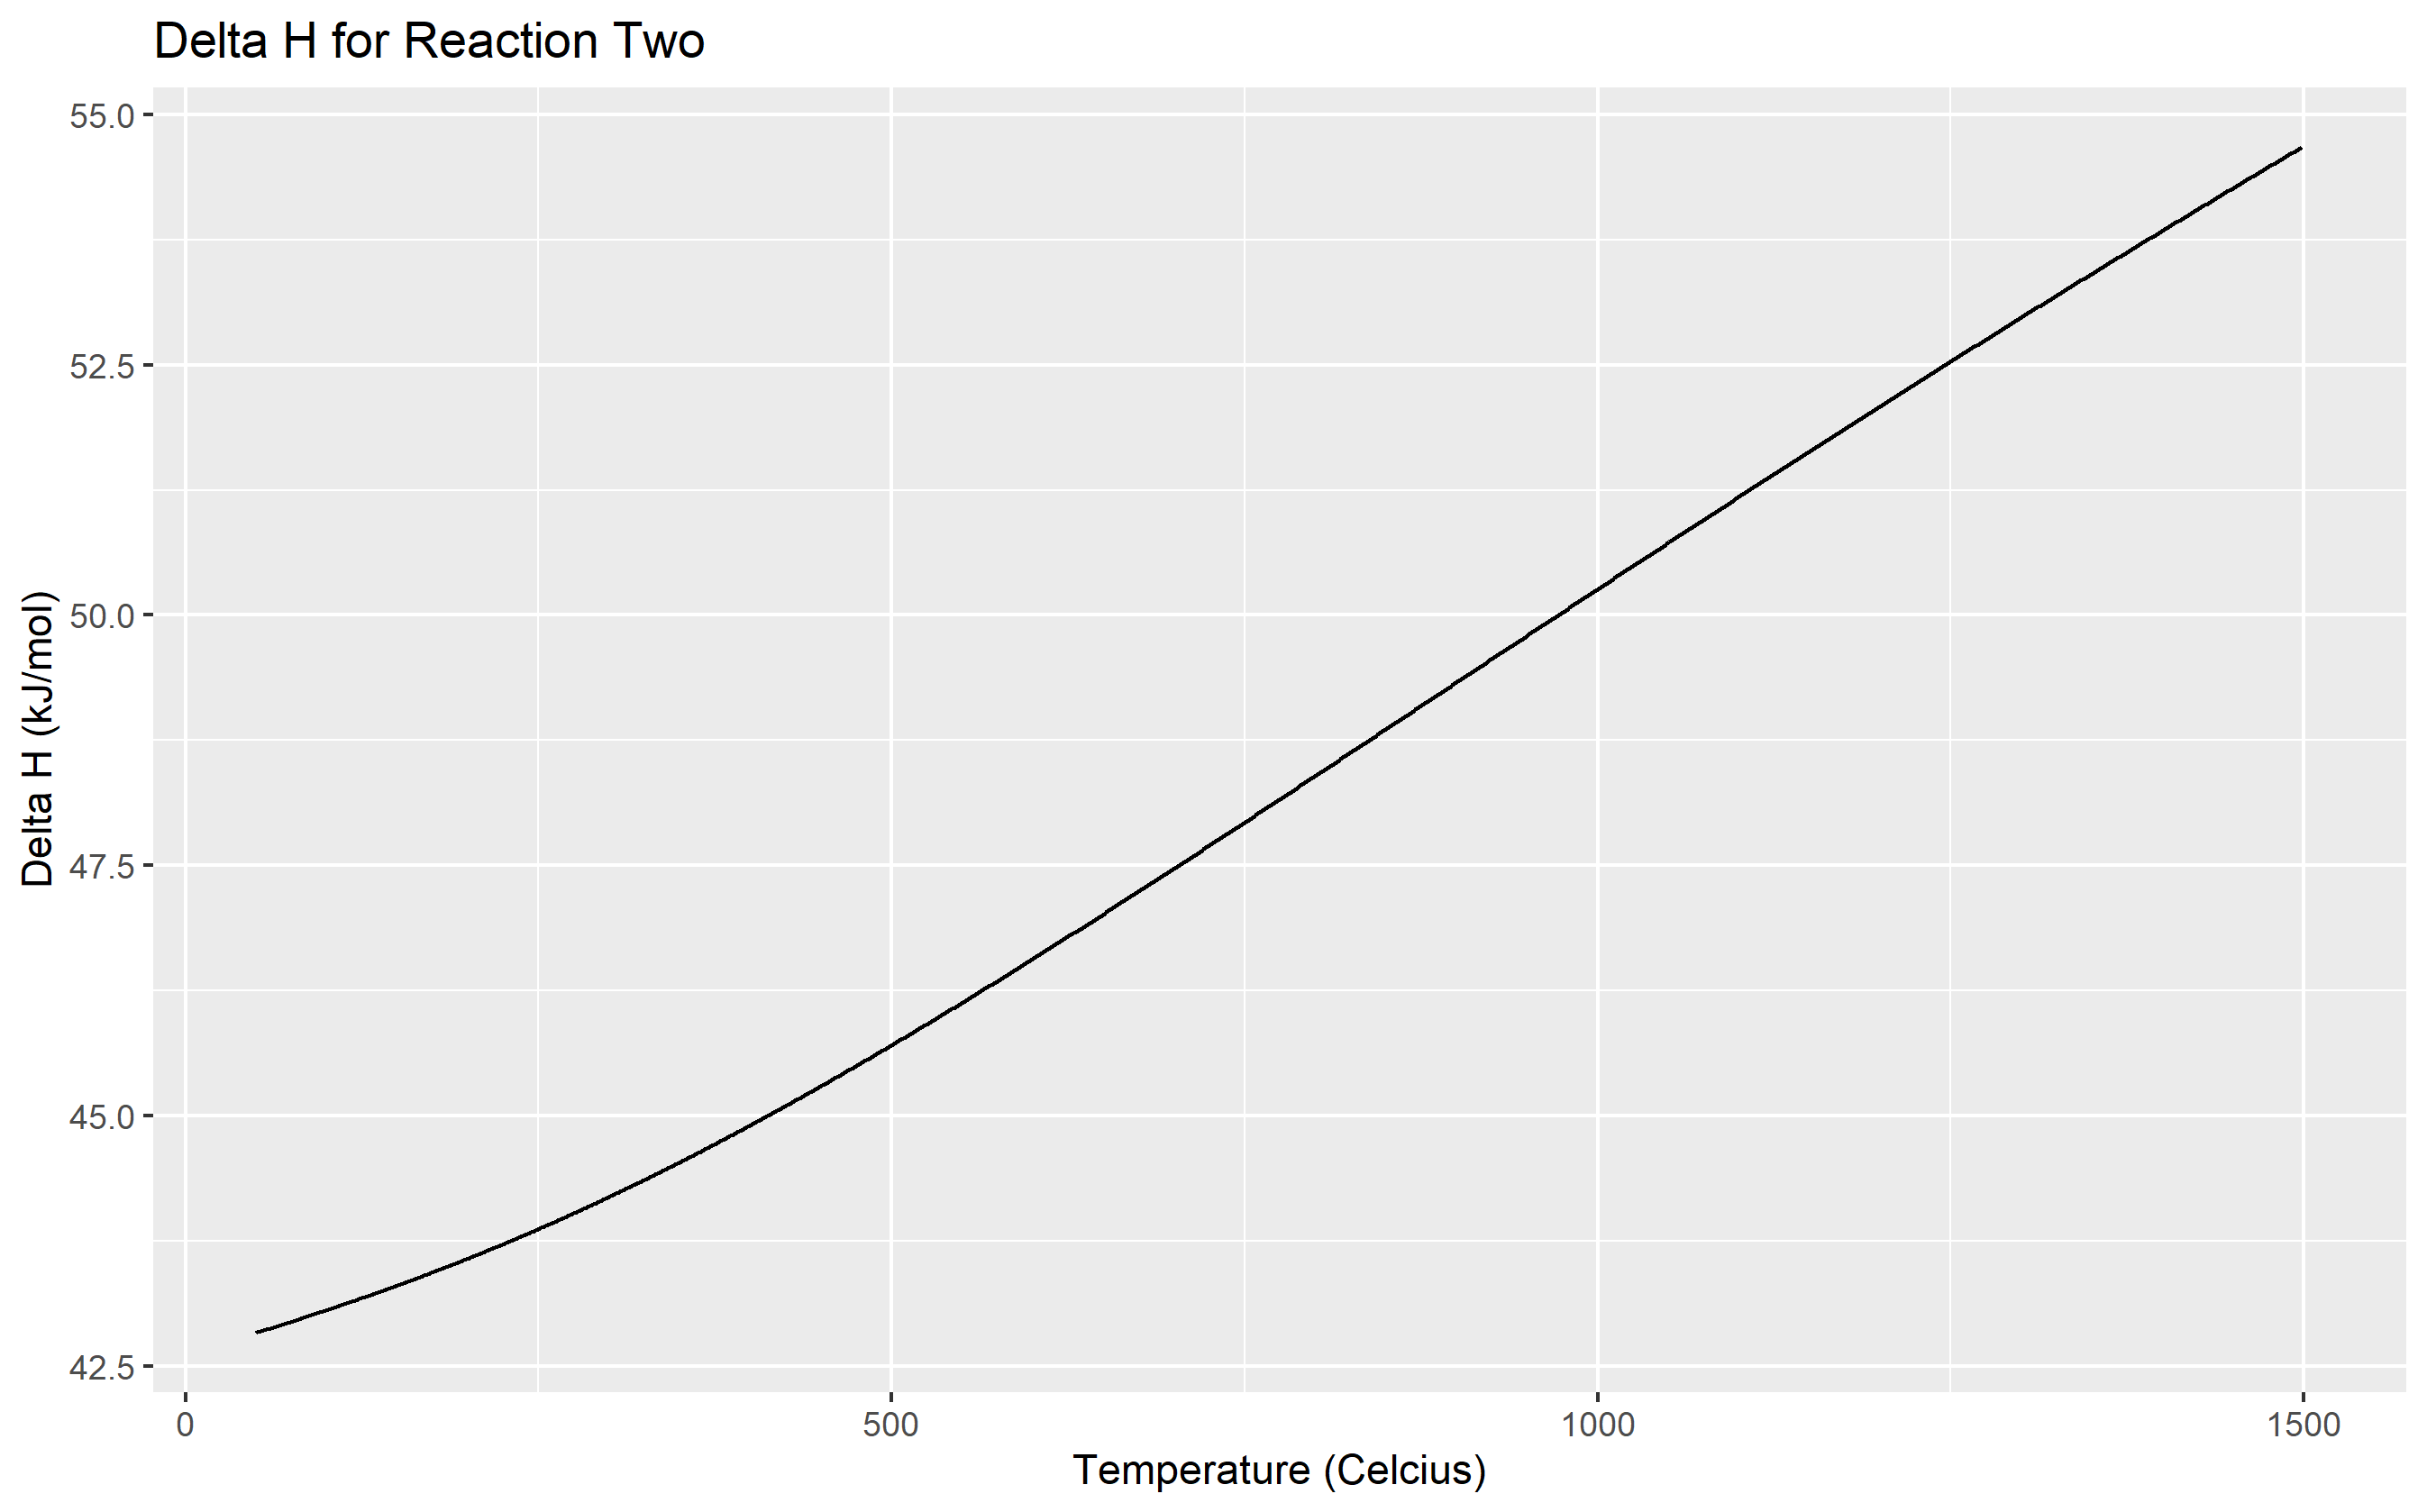 Delta H for Reaction Two
Delta H (kJ/mol)
55.0
52.5
50.0
47.5
45.0
42.5
0 500 1000 1500
Temperature (Celcius)